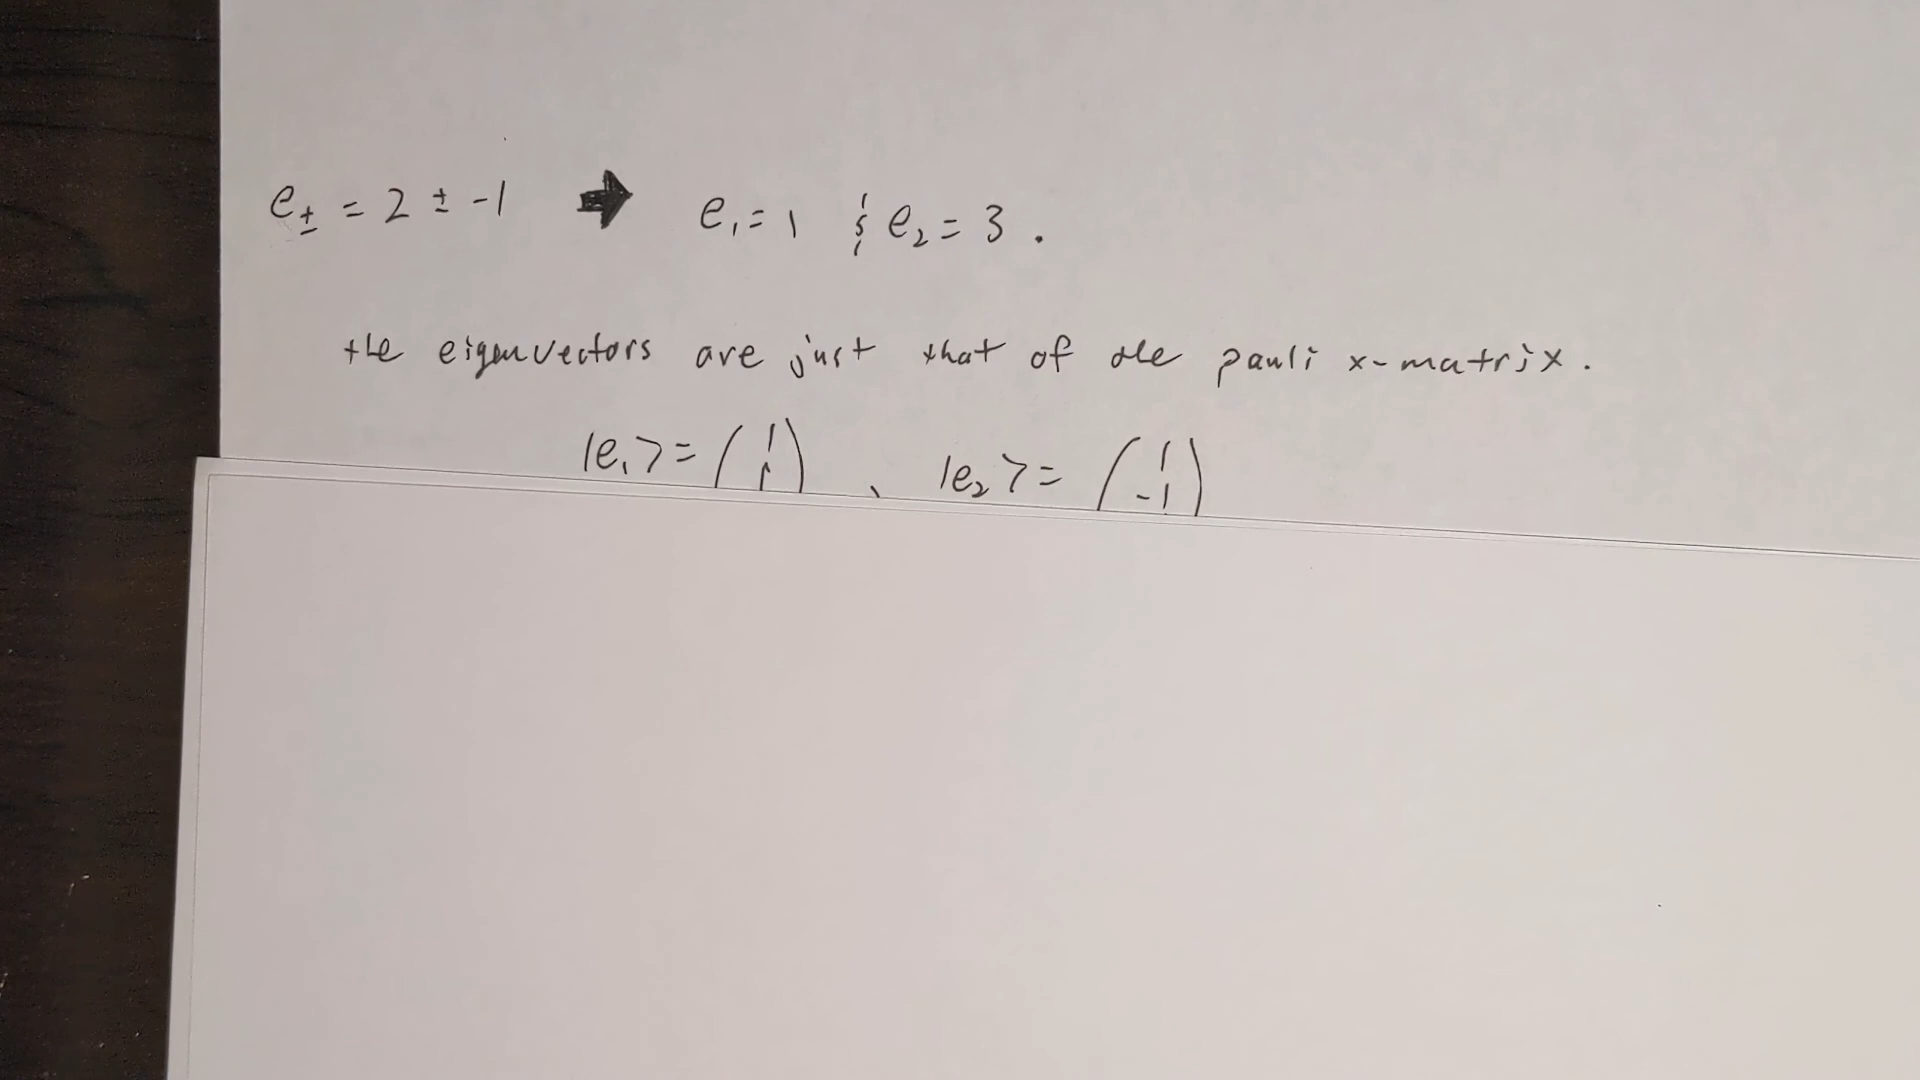 e± = 2 ± -1 ➡ e₁ = 1 & e₂ = 3 .
the eigenvectors are just that of the pauli x-matrix.
|e₁> = (1 1) , |e₂> = (1 -1)